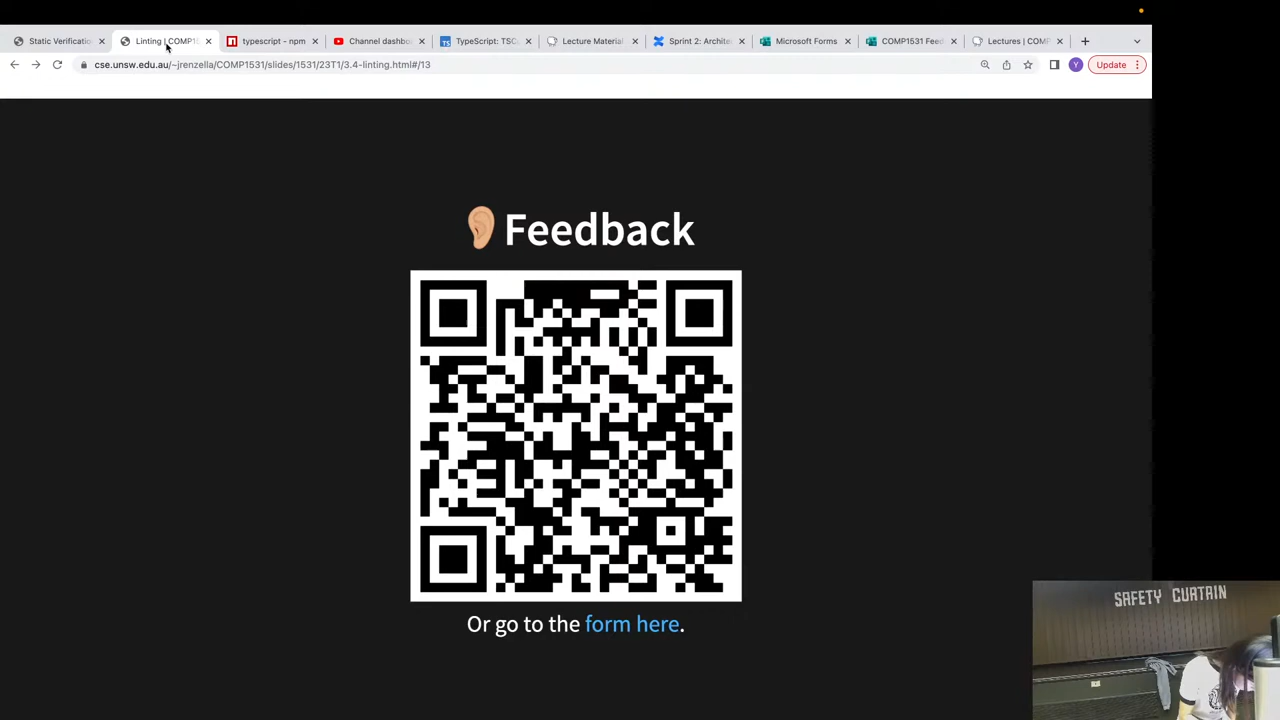 Static Verificatio
Linting | COMP15
typescript - npm
Channel dashbo
TypeScript: TSCo
Lecture Material
Sprint 2: Archite
Microsoft Forms
COMP1531 Feed
Lectures | COMP
cse.unsw.edu.au/~jrenzella/COMP1531/slides/1531/23T1/3.4-linting.html#/13
Y
Update
Feedback
Or go to the form here.
SAFETY CURTAIN